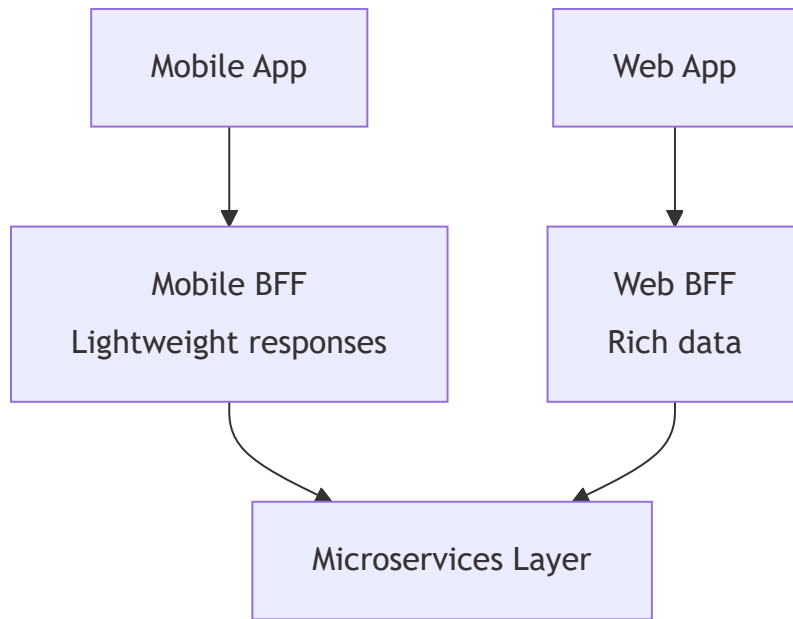 Mobile App
Web App
Mobile BFF
Lightweight responses
Web BFF
Rich data
Microservices Layer